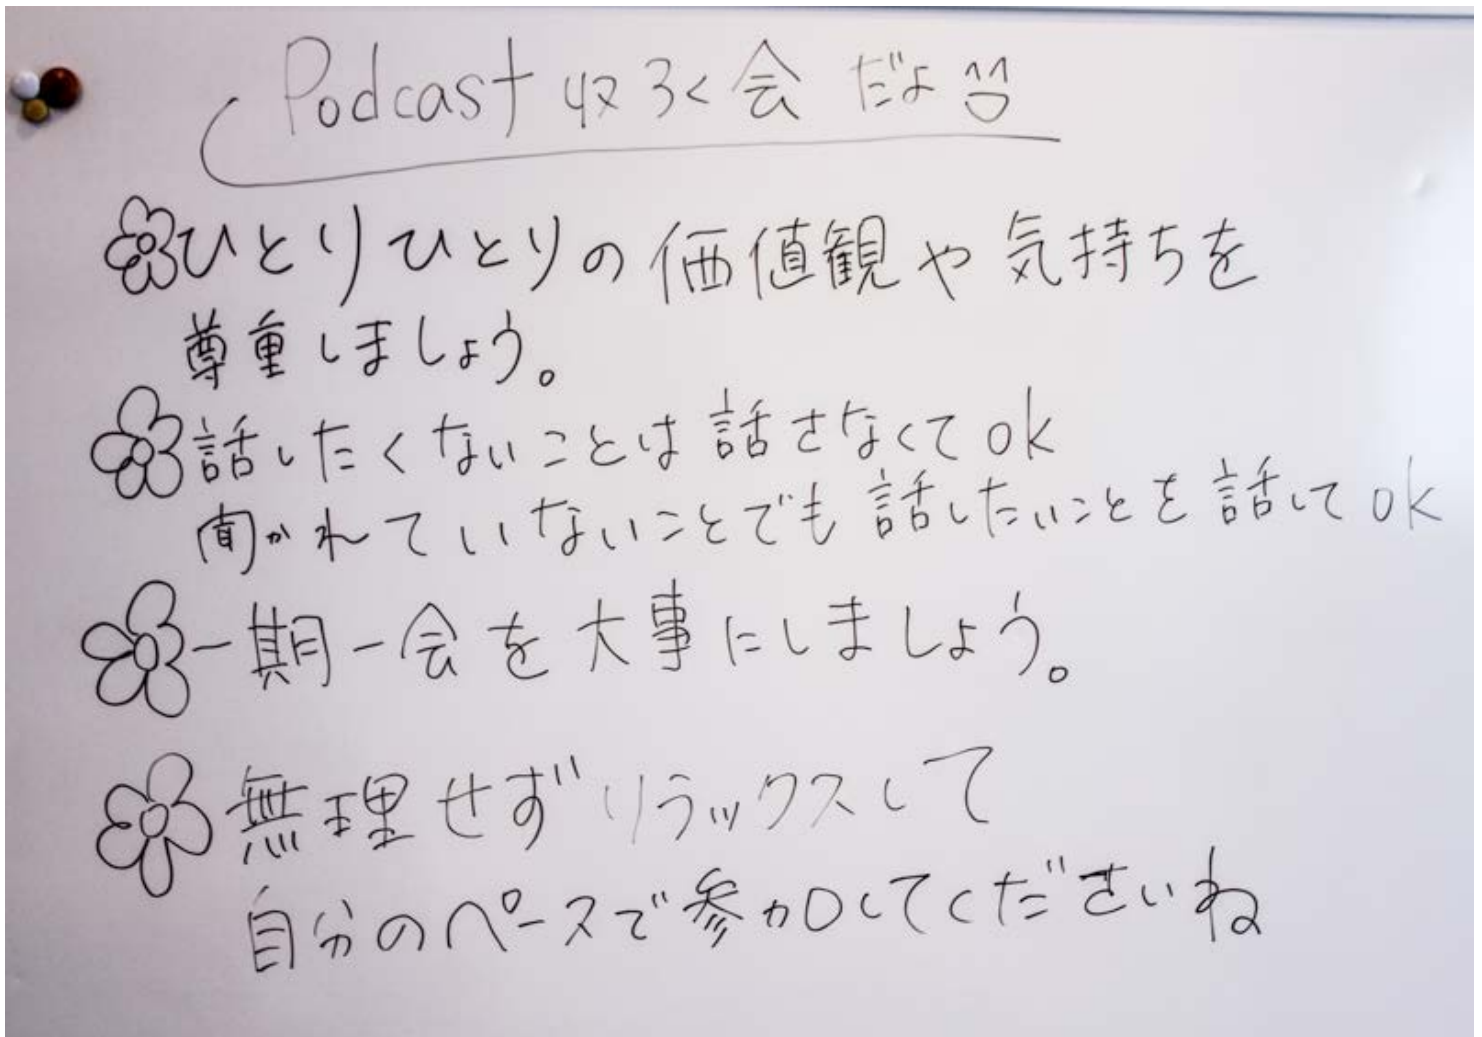 Podcast 収ろく会 だよ
ひとりひとりの価値観や気持ちを
尊重しましょう。
話したくないことは話さなくてok
聞かれていないことでも話したいことを話してok
一期一会を大事にしましょう。
無理せずリラックスして
自分のペースで参加してくださいね